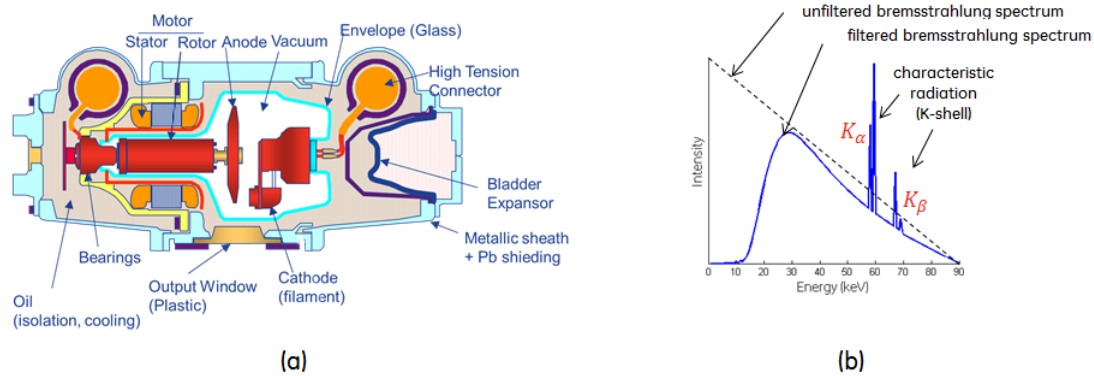 Motor
Stator
Rotor
Anode
Vacuum
Envelope (Glass)
High Tension
Connector
Bladder
Expansor
Metallic sheath
+ Pb shieding
Cathode
(filament)
Output Window
(Plastic)
Bearings
Oil
(isolation, cooling)
(a)
unfiltered bremsstrahlung spectrum
filtered bremsstrahlung spectrum
characteristic
radiation
(K-shell)
Kα
Kβ
Intensity
0 10 20 30 40 50 60 70 80 90
Energy (keV)
(b)